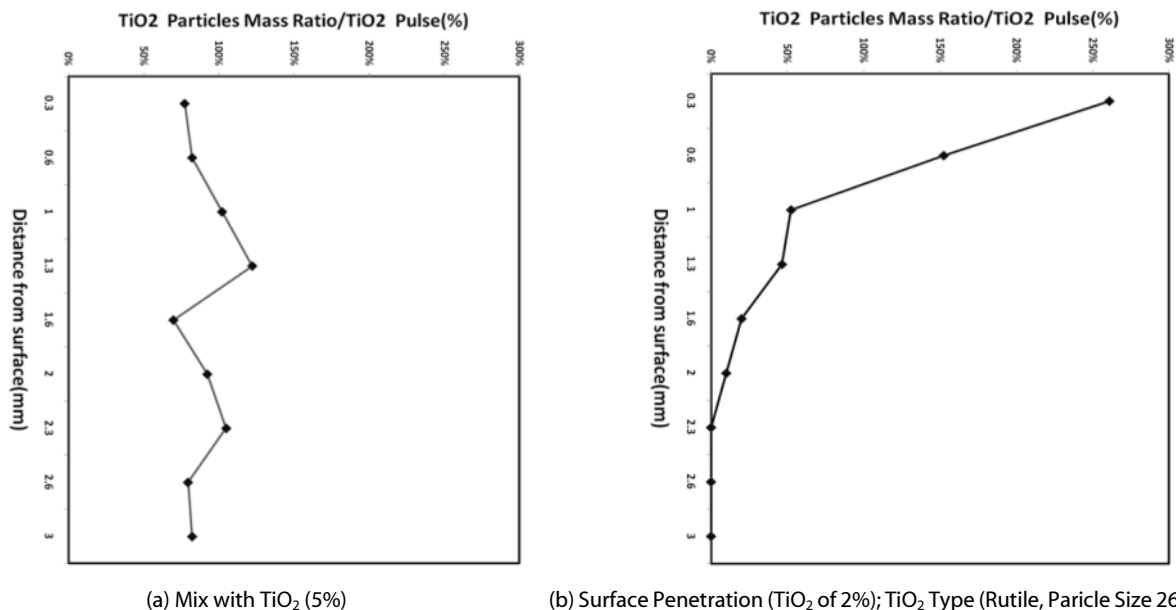 TiO2 Particles Mass Ratio/TiO2 Pulse(%)
0% 50% 100% 150% 200% 250% 300%
0.3
0.6
1
1.3
1.6
2
2.3
2.6
3
Distance from surface(mm)
(a) Mix with TiO₂ (5%)
TiO2 Particles Mass Ratio/TiO2 Pulse(%)
0% 50% 100% 150% 200% 250% 300%
0.3
0.6
1
1.3
1.6
2
2.3
2.6
3
Distance from surface(mm)
(b) Surface Penetration (TiO₂ of 2%); TiO₂ Type (Rutile, Paricle Size 26